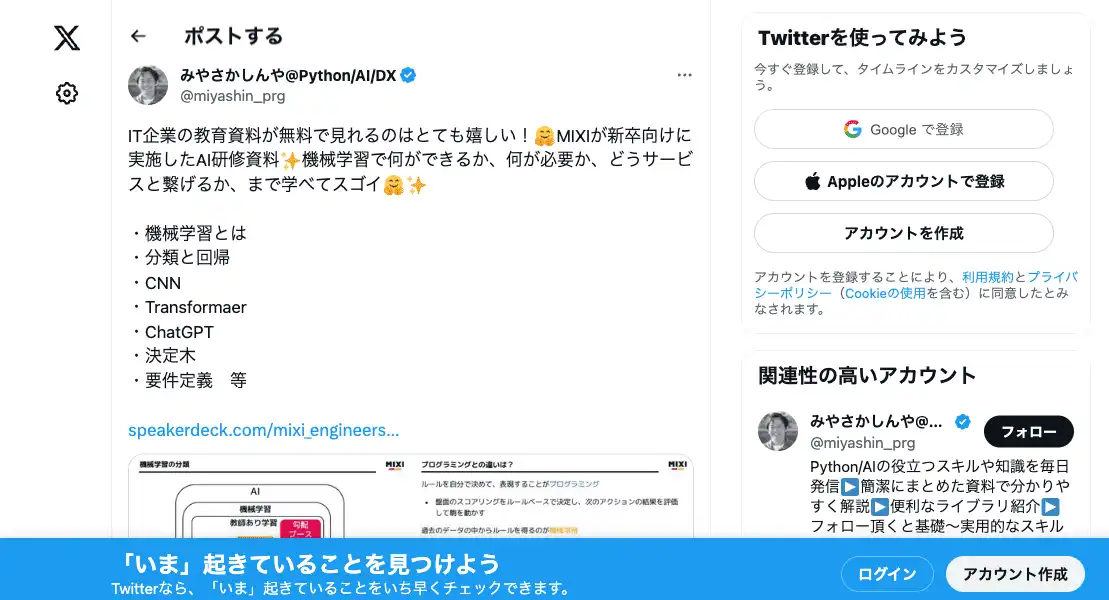 ポストする
みやさかしんや@Python/AI/DX
@miyashin_prg
IT企業の教育資料が無料で見れるのはとても嬉しい！🤗MIXIが新卒向けに
実施したAI研修資料✨機械学習で何ができるか、何が必要か、どうサービ
スと繋げるか、まで学べてスゴイ🤗✨
・機械学習とは
・分類と回帰
・CNN
・Transformaer
・ChatGPT
・決定木
・要件定義　等
speakerdeck.com/mixi_engineers...
機械学習の分類
MIXI
AI
機械学習
教師あり学習
勾配
ブース
プログラミングとの違いは？
MIXI
ルールを自分で決めて、表現することがプログラミング
• 盤面のスコアリングをルールベースで決定し、次のアクションの結果を評価
して駒を動かす
過去のデータの中からルールを得るのが機械学習
Twitterを使ってみよう
今すぐ登録して、タイムラインをカスタマイズしましょ
う。
Google で登録
Appleのアカウントで登録
アカウントを作成
アカウントを登録することにより、利用規約とプライバ
シーポリシー（Cookieの使用を含む）に同意したとみ
なされます。
関連性の高いアカウント
みやさかしんや@...
@miyashin_prg
フォロー
Python/AIの役立つスキルや知識を毎日
発信▶️簡潔にまとめた資料で分かりや
すく解説▶️便利なライブラリ紹介▶️
フォロー頂くと基礎〜実用的なスキル
「いま」起きていることを見つけよう
Twitterなら、「いま」起きていることをいち早くチェックできます。
ログイン
アカウント作成